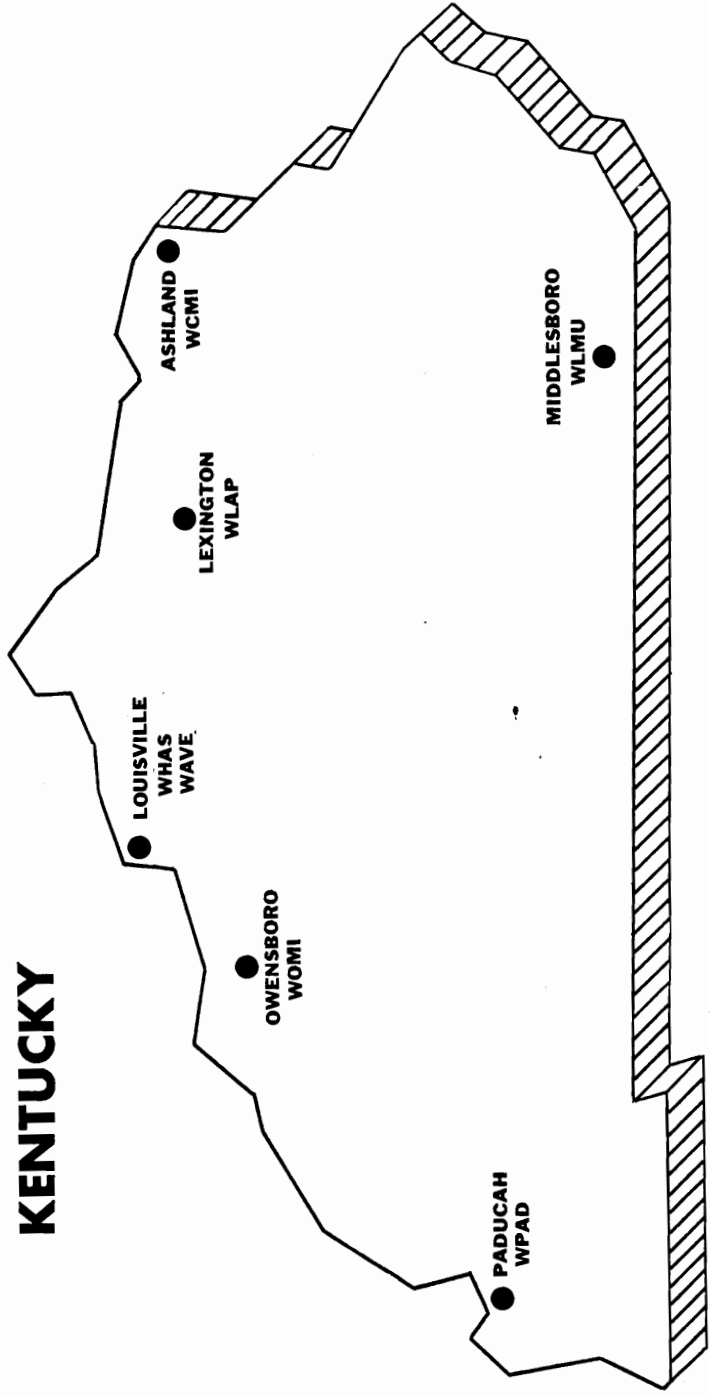 KENTUCKY
ASHLAND
WCMI
LEXINGTON
WLAP
LOUISVILLE
WHAS
WAVE
OWENSBORO
WOMI
PADUCAH
WPAD
MIDDLESBORO
WLMU